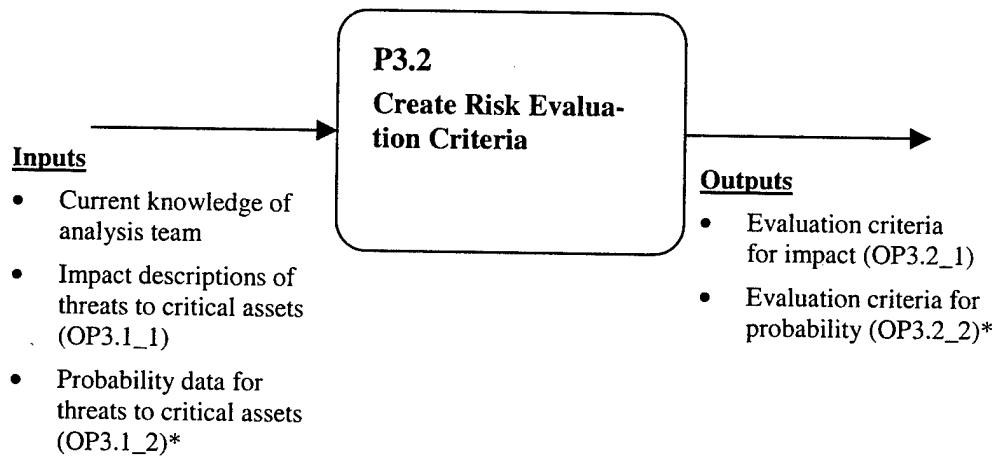 P3.2
Create Risk Evalua-
tion Criteria
Inputs
• Current knowledge of
analysis team
• Impact descriptions of
threats to critical assets
(OP3.1_1)
• Probability data for
threats to critical assets
(OP3.1_2)*
Outputs
• Evaluation criteria
for impact (OP3.2_1)
• Evaluation criteria for
probability (OP3.2_2)*